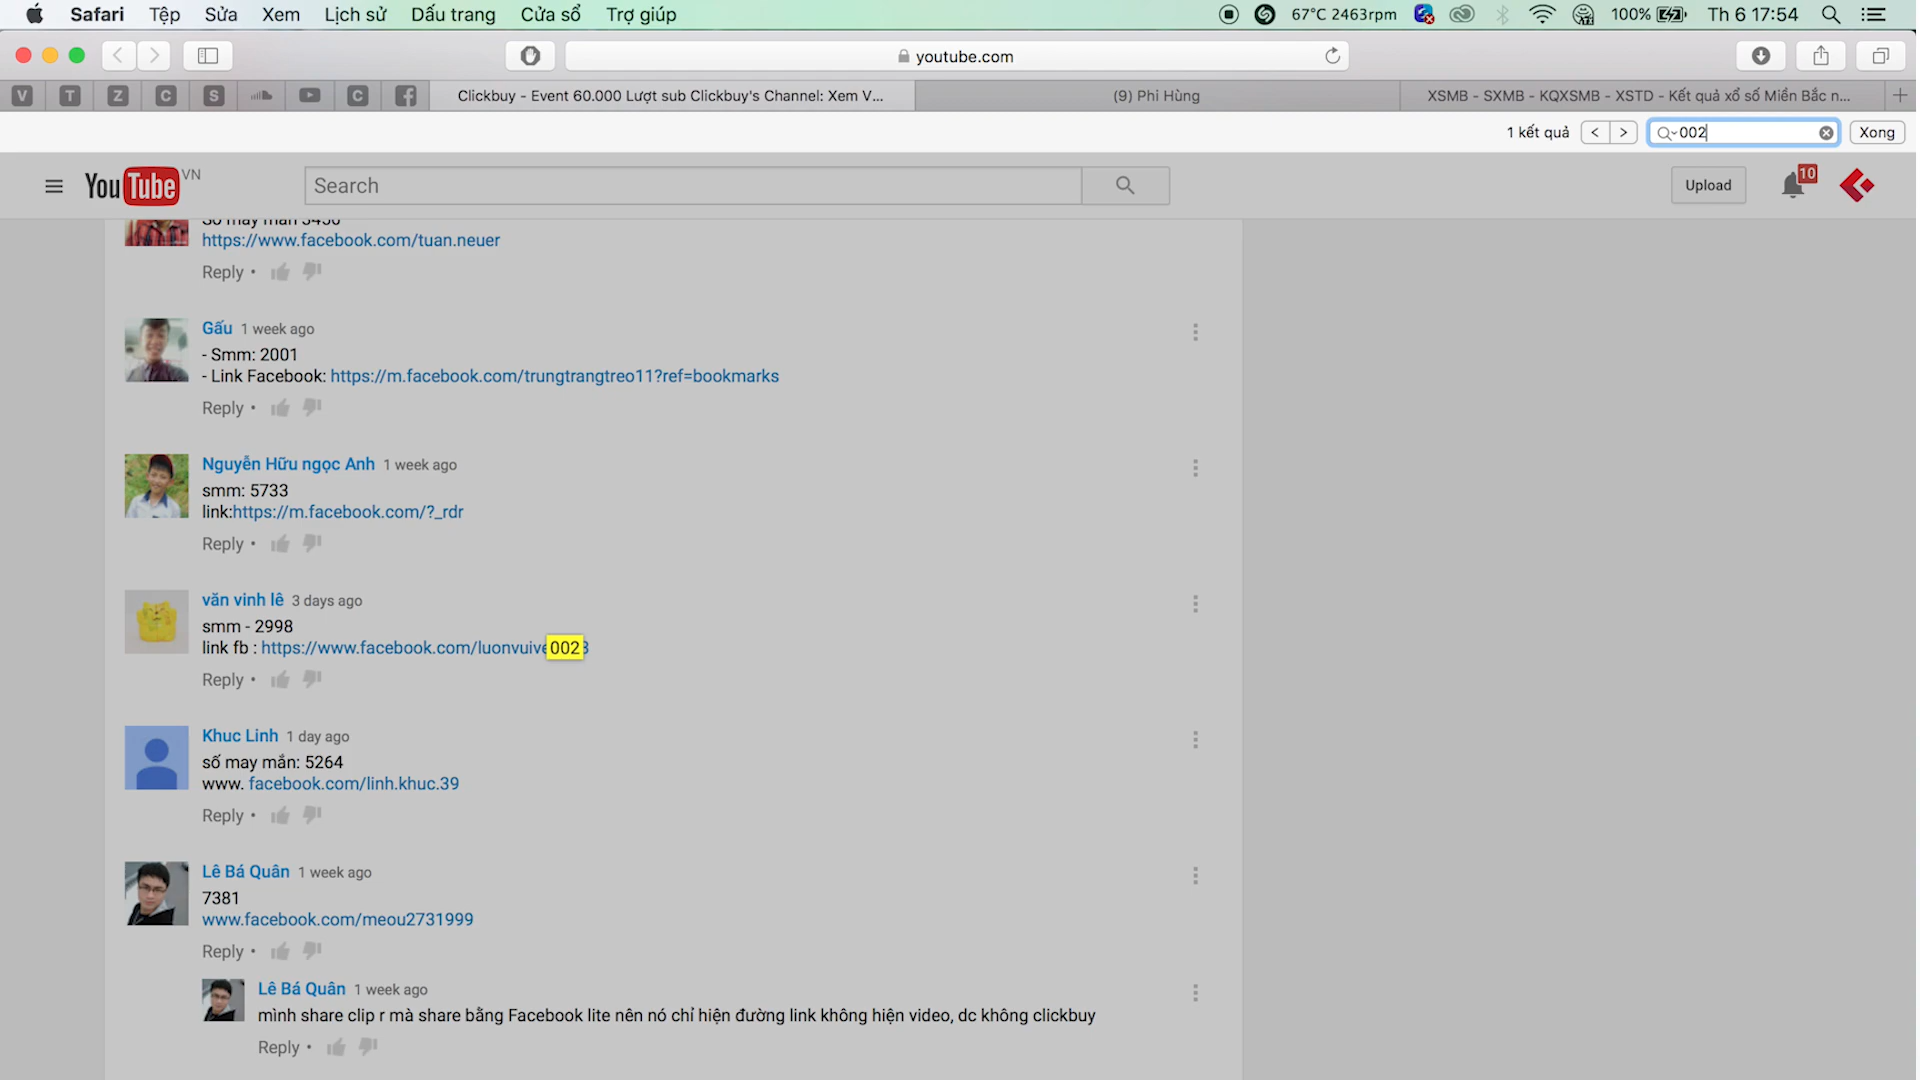 Safari Tệp Sửa Xem Lịch sử Dấu trang Cửa sổ Trợ giúp 67°C 2463rpm 100% Th 6 17:54
youtube.com
V T Z C S C Clickbuy - Event 60.000 Lượt sub Clickbuy's Channel: Xem V... (9) Phi Hùng XSMB - SXMB - KQXSMB - XSTD - Kết quả xổ số Miền Bắc n...
1 kết quả < > 002 Xong
YouTube VN Search Upload 10
Số may mắn 3456
https://www.facebook.com/tuan.neuer
Reply •
Gấu 1 week ago
- Smm: 2001
- Link Facebook: https://m.facebook.com/trungtrangtreo11?ref=bookmarks
Reply •
Nguyễn Hữu ngọc Anh 1 week ago
smm: 5733
link:https://m.facebook.com/?_rdr
Reply •
văn vinh lê 3 days ago
smm - 2998
link fb : https://www.facebook.com/luonvuive0023
Reply •
Khuc Linh 1 day ago
số may mắn: 5264
www. facebook.com/linh.khuc.39
Reply •
Lê Bá Quân 1 week ago
7381
www.facebook.com/meou2731999
Reply •
Lê Bá Quân 1 week ago
mình share clip r mà share bằng Facebook lite nên nó chỉ hiện đường link không hiện video, dc không clickbuy
Reply •